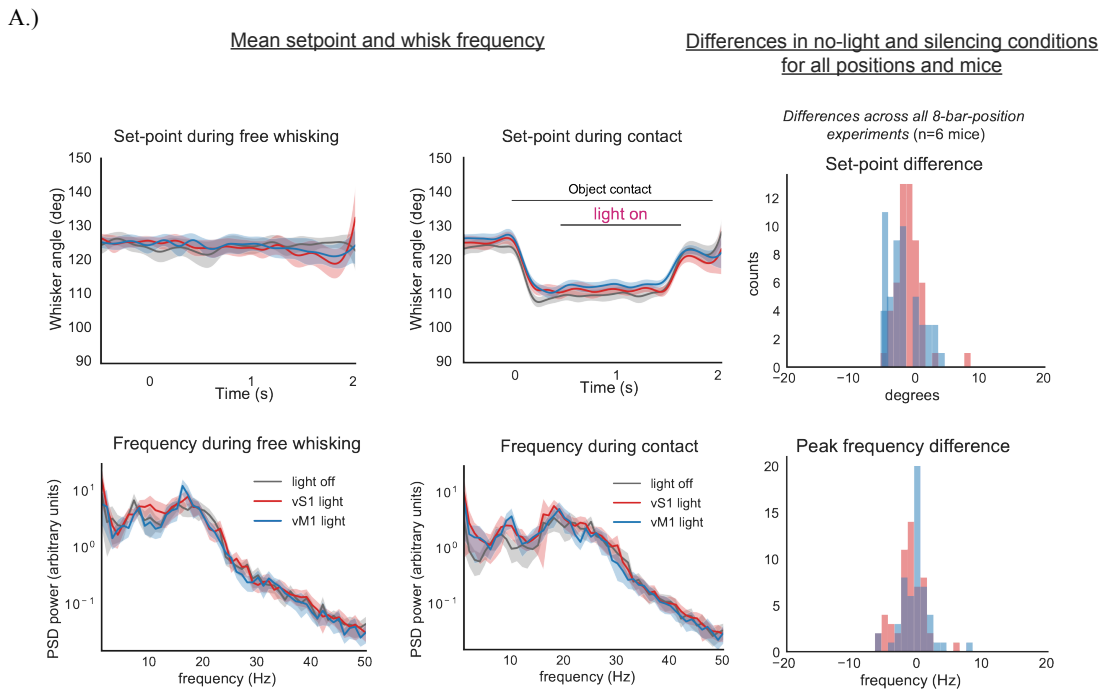 A.)
Mean setpoint and whisk frequency
Differences in no-light and silencing conditions
for all positions and mice
Differences across all 8-bar-position
experiments (n=6 mice)
Set-point during free whisking
150
140
130
120
110
100
90
Whisker angle (deg)
0
1
2
Time (s)
Set-point during contact
150
140
130
120
110
100
90
Whisker angle (deg)
Object contact
light on
0
1
2
Time (s)
Set-point difference
12
10
8
6
4
2
0
counts
−20
−10
0
10
20
degrees
Frequency during free whisking
10¹
10⁰
10⁻¹
PSD power (arbitrary units)
light off
vS1 light
vM1 light
10
20
30
40
50
frequency (Hz)
Frequency during contact
10¹
10⁰
10⁻¹
PSD power (arbitrary units)
light off
vS1 light
vM1 light
10
20
30
40
50
frequency (Hz)
Peak frequency difference
20
15
10
5
0
−20
−10
0
10
20
frequency (Hz)